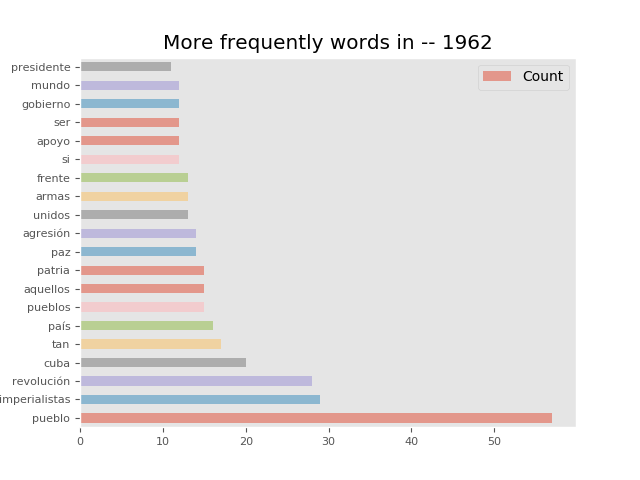 More frequently words in -- 1962
Count
presidente
mundo
gobierno
ser
apoyo
si
frente
armas
unidos
agresión
paz
patria
aquellos
pueblos
país
tan
cuba
revolución
imperialistas
pueblo
0 10 20 30 40 50